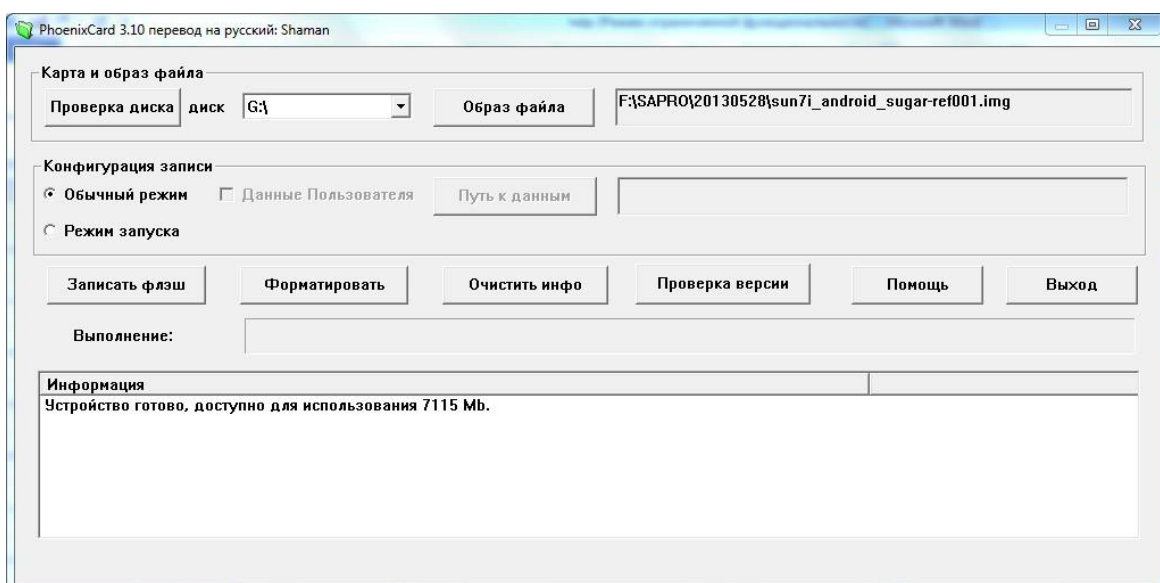 PhoenixCard 3.10 перевод на русский: Shaman
Карта и образ файла
Проверка диска диск G:\ Образ файла F:\SAPRO\20130528\sun7i_android_sugar-ref001.img
Конфигурация записи
Обычный режим Данные Пользователя Путь к данным
Режим запуска
Записать флэш Форматировать Очистить инфо Проверка версии Помощь Выход
Выполнение:
Информация
Устройство готово, доступно для использования 7115 Mb.